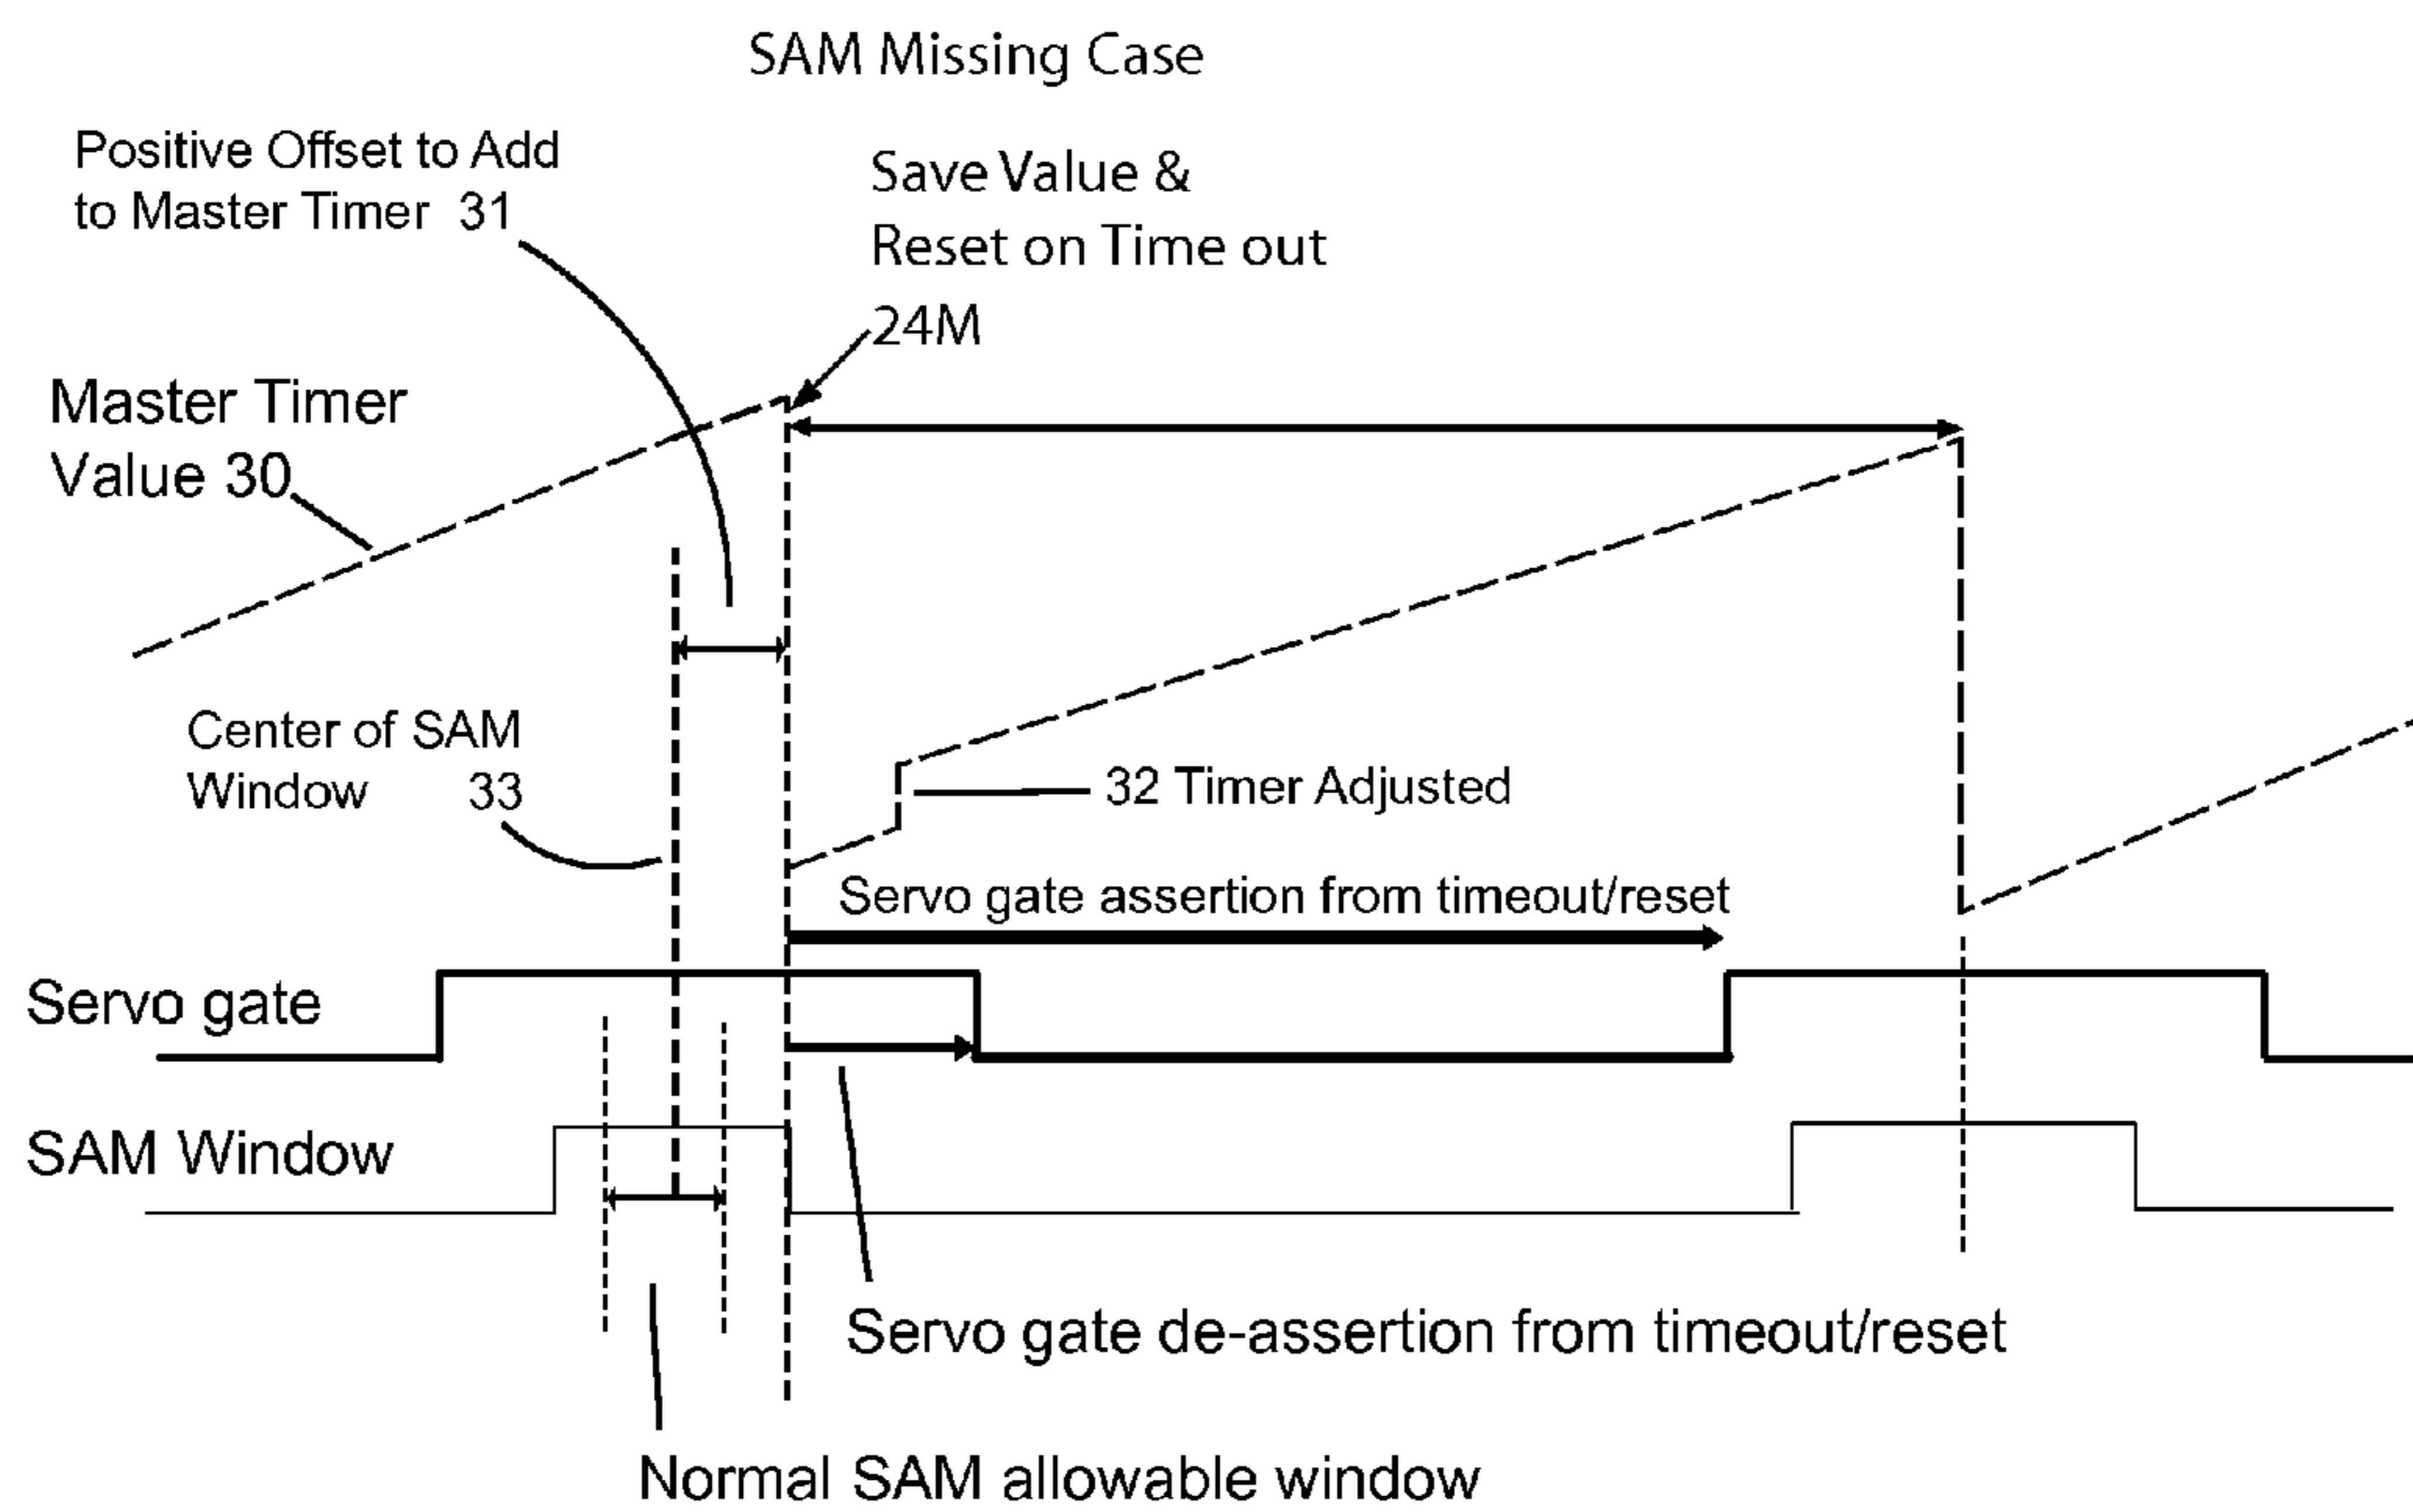 SAM Missing Case
Positive Offset to Add
to Master Timer 31
Save Value &
Reset on Time out
24M
Master Timer
Value 30
Center of SAM
Window 33
32 Timer Adjusted
Servo gate assertion from timeout/reset
Servo gate
SAM Window
Servo gate de-assertion from timeout/reset
Normal SAM allowable window